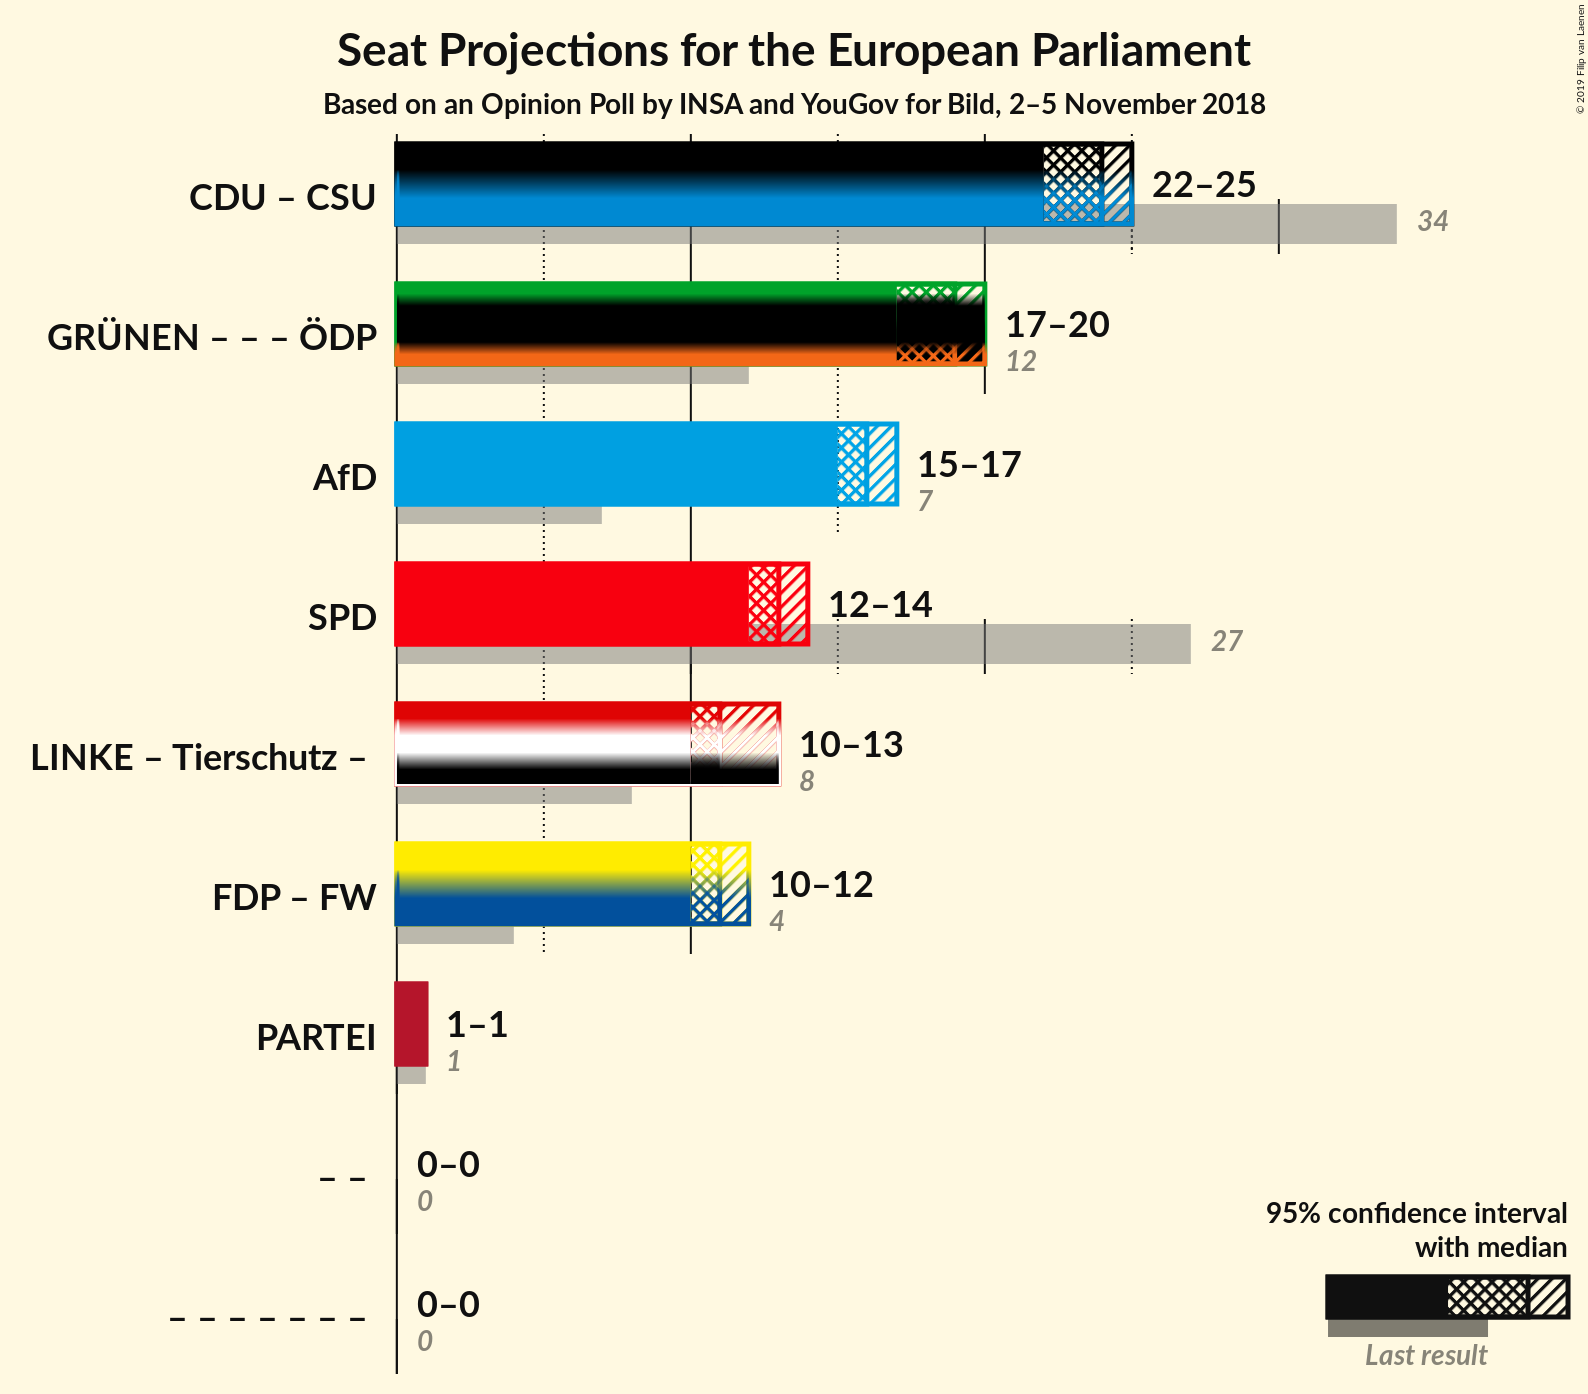 Seat Projections for the European Parliament
Based on an Opinion Poll by INSA and YouGov for Bild, 2–5 November 2018
© 2019 Filip van Laenen
CDU – CSU
22–25
34
GRÜNEN – – – ÖDP
17–20
12
AfD
15–17
7
SPD
12–14
27
LINKE – Tierschutz –
10–13
8
FDP – FW
10–12
4
PARTEI
1–1
1
– –
0–0
0
– – – – – – –
0–0
0
95% confidence interval
with median
Last result